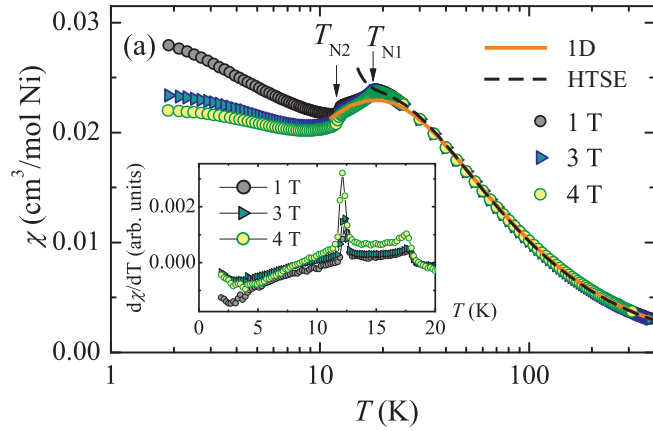 (a)
T_N2
T_N1
1D
HTSE
1 T
3 T
4 T
χ (cm³/mol Ni)
0.03
0.02
0.01
0.00
dχ/dT (arb. units)
0.002
0.000
1 T
3 T
4 T
0 5 10 15 20
T (K)
1 10 100
T (K)